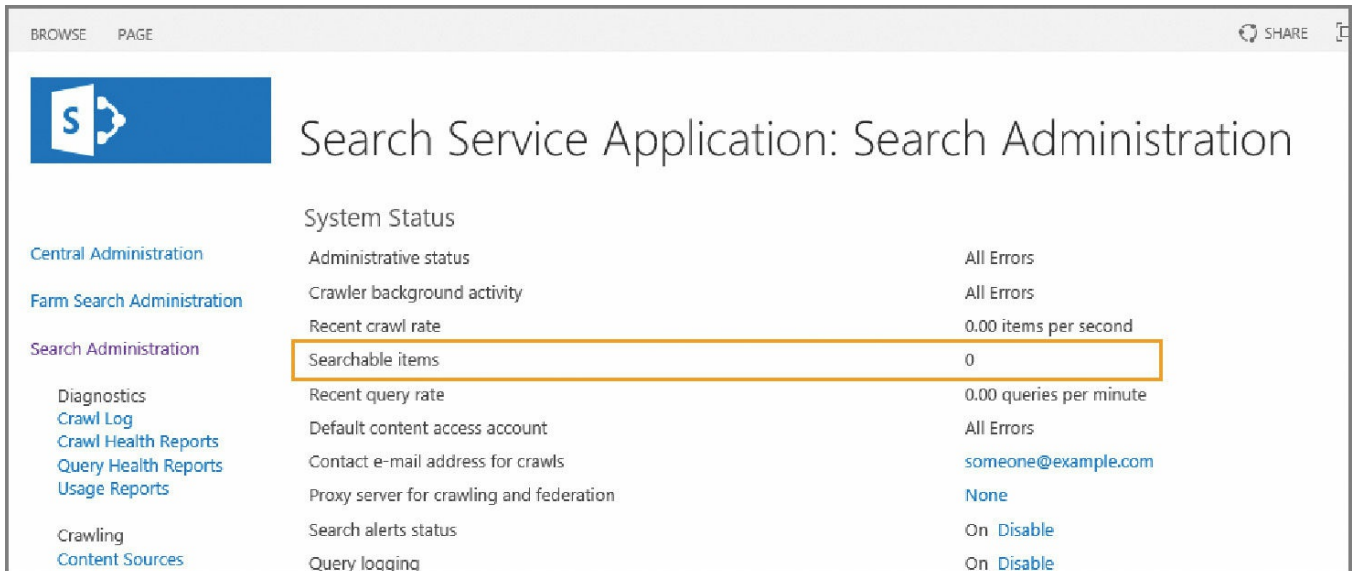 BROWSE PAGE SHARE
S
Search Service Application: Search Administration
System Status
Central Administration
Farm Search Administration
Search Administration
Diagnostics
Crawl Log
Crawl Health Reports
Query Health Reports
Usage Reports
Crawling
Content Sources
Administrative status All Errors
Crawler background activity All Errors
Recent crawl rate 0.00 items per second
Searchable items 0
Recent query rate 0.00 queries per minute
Default content access account All Errors
Contact e-mail address for crawls someone@example.com
Proxy server for crawling and federation None
Search alerts status On Disable
Query logging On Disable